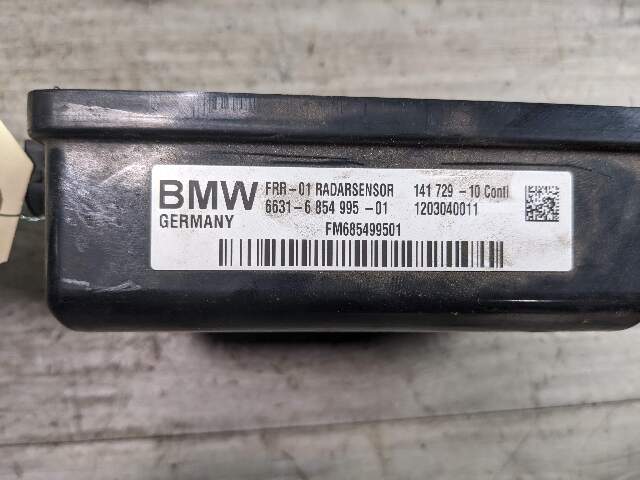 BMW FRR-01 RADARSENSOR 141 729-10 Conti
6631-6 854 995-01 1203040011
GERMANY
FM685499501